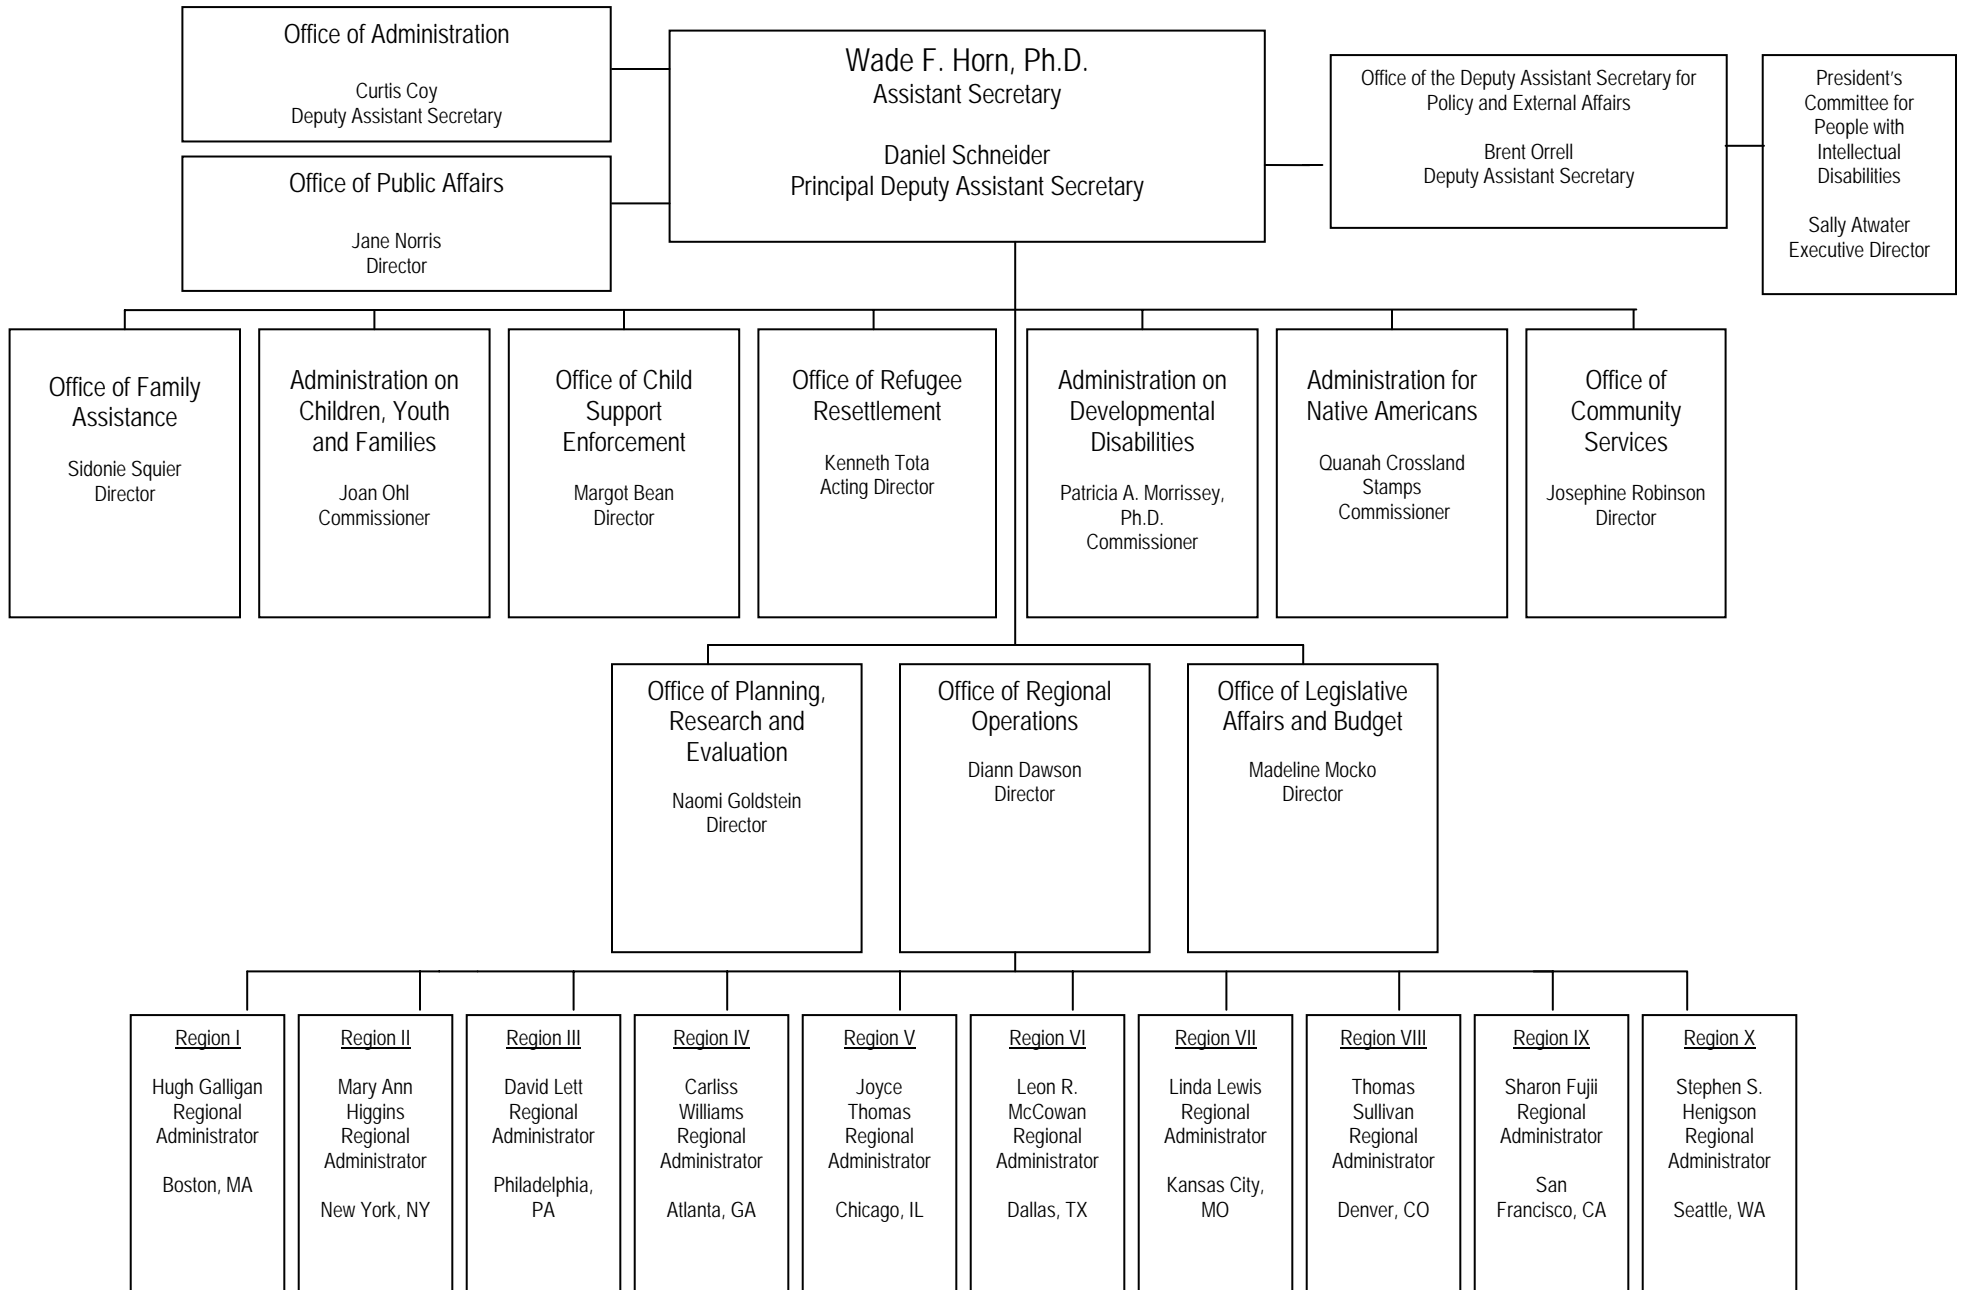 Office of Administration
Curtis Coy
Deputy Assistant Secretary
Office of Public Affairs
Jane Norris
Director
Wade F. Horn, Ph.D.
Assistant Secretary
Daniel Schneider
Principal Deputy Assistant Secretary
Office of the Deputy Assistant Secretary for
Policy and External Affairs
Brent Orrell
Deputy Assistant Secretary
President's
Committee for
People with
Intellectual
Disabilities
Sally Atwater
Executive Director
Office of Family
Assistance
Sidonie Squier
Director
Administration on
Children, Youth
and Families
Joan Ohl
Commissioner
Office of Child
Support
Enforcement
Margot Bean
Director
Office of Refugee
Resettlement
Kenneth Tota
Acting Director
Administration on
Developmental
Disabilities
Patricia A. Morrissey,
Ph.D.
Commissioner
Administration for
Native Americans
Quanah Crossland
Stamps
Commissioner
Office of
Community
Services
Josephine Robinson
Director
Office of Planning,
Research and
Evaluation
Naomi Goldstein
Director
Office of Regional
Operations
Diann Dawson
Director
Office of Legislative
Affairs and Budget
Madeline Mocko
Director
Region I
Hugh Galligan
Regional
Administrator
Boston, MA
Region II
Mary Ann
Higgins
Regional
Administrator
New York, NY
Region III
David Lett
Regional
Administrator
Philadelphia,
PA
Region IV
Carliss
Williams
Regional
Administrator
Atlanta, GA
Region V
Joyce
Thomas
Regional
Administrator
Chicago, IL
Region VI
Leon R.
McCowan
Regional
Administrator
Dallas, TX
Region VII
Linda Lewis
Regional
Administrator
Kansas City,
MO
Region VIII
Thomas
Sullivan
Regional
Administrator
Denver, CO
Region IX
Sharon Fujii
Regional
Administrator
San
Francisco, CA
Region X
Stephen S.
Henigson
Regional
Administrator
Seattle, WA